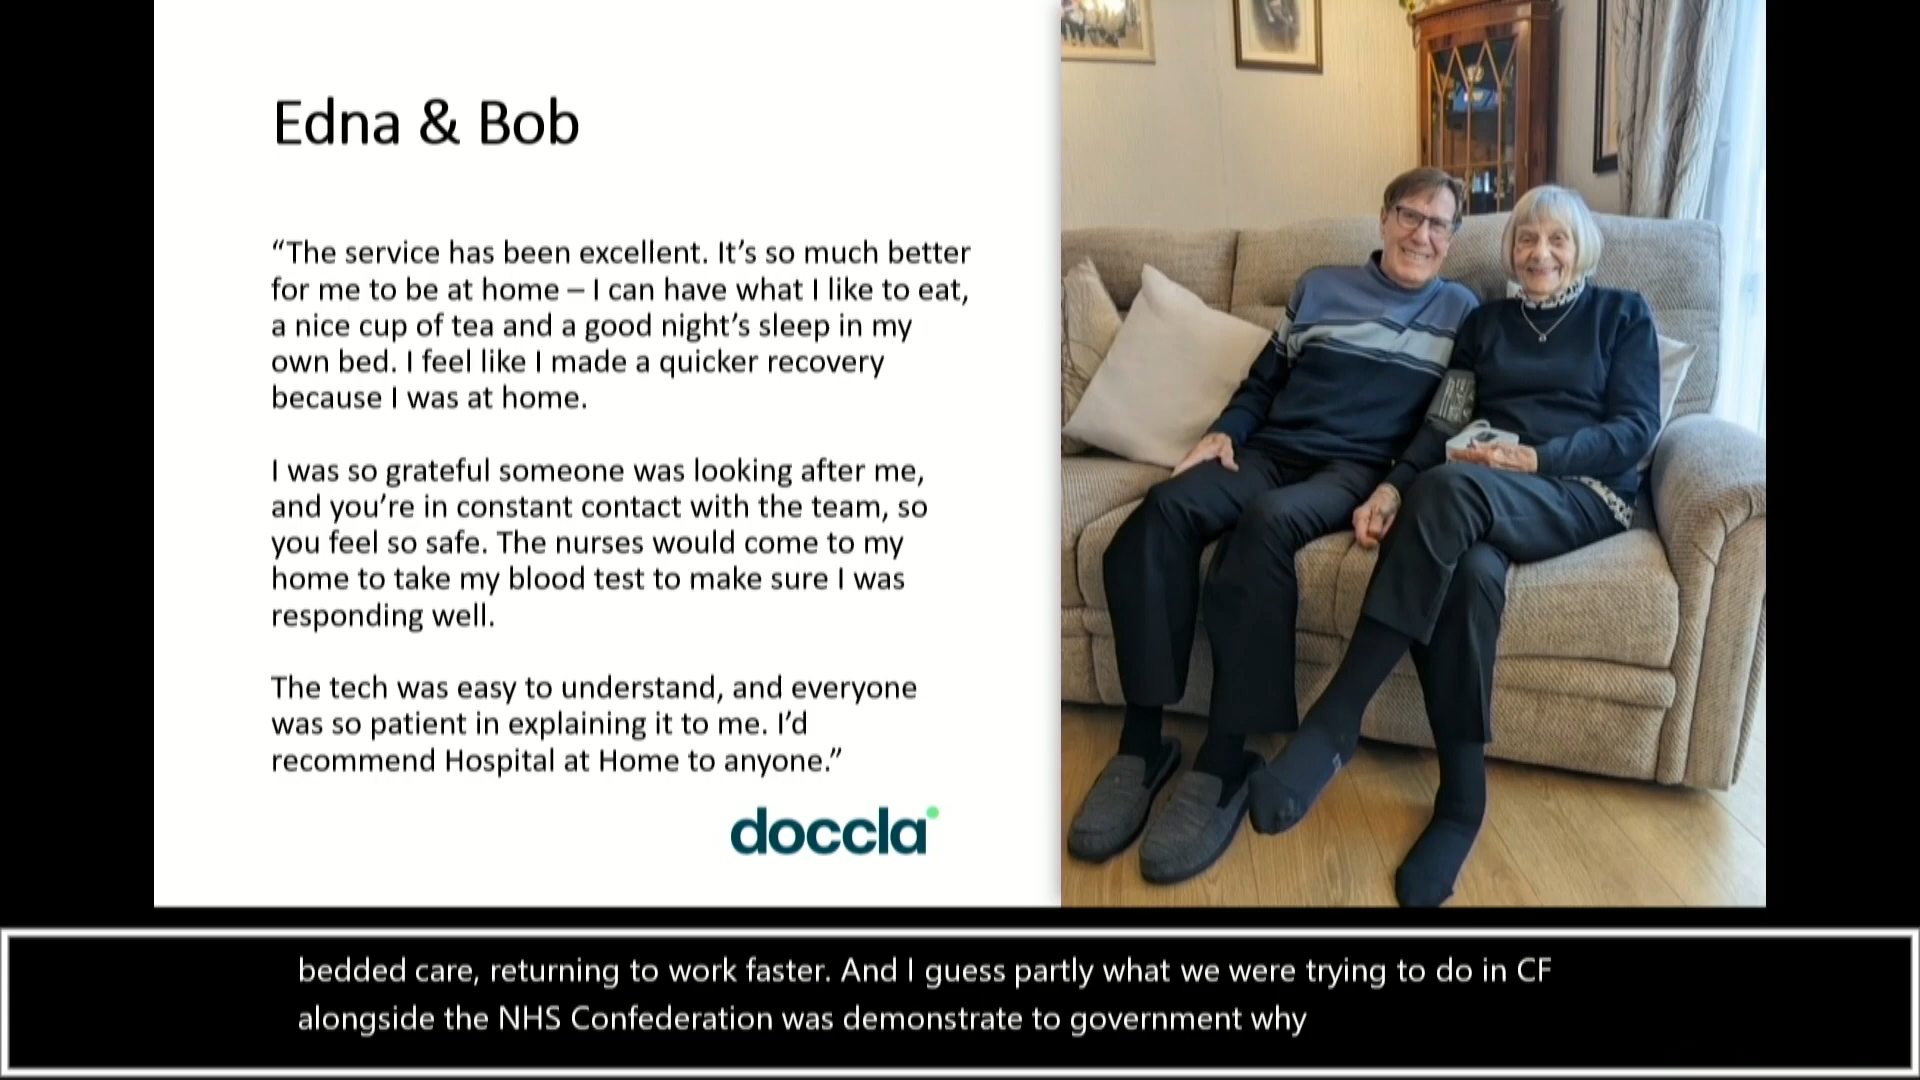 Edna & Bob
“The service has been excellent. It’s so much better
for me to be at home – I can have what I like to eat,
a nice cup of tea and a good night’s sleep in my
own bed. I feel like I made a quicker recovery
because I was at home.
I was so grateful someone was looking after me,
and you’re in constant contact with the team, so
you feel so safe. The nurses would come to my
home to take my blood test to make sure I was
responding well.
The tech was easy to understand, and everyone
was so patient in explaining it to me. I’d
recommend Hospital at Home to anyone.”
doccla
bedded care, returning to work faster. And I guess partly what we were trying to do in CF
alongside the NHS Confederation was demonstrate to government why